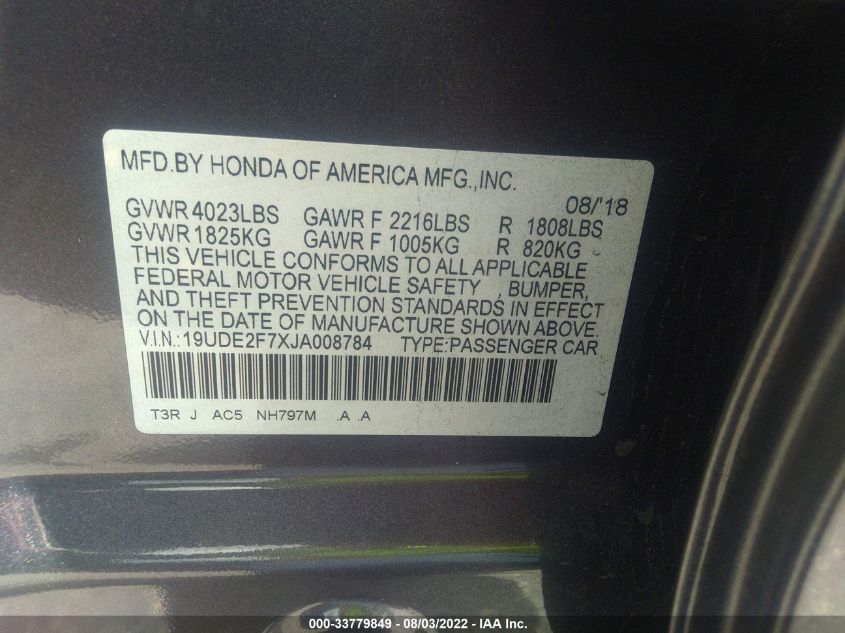 MFD.BY HONDA OF AMERICA MFG.,INC.
08/'18
GVWR 4023LBS GAWR F 2216LBS R 1808LBS
GVWR 1825KG GAWR F 1005KG R 820KG
THIS VEHICLE CONFORMS TO ALL APPLICABLE
FEDERAL MOTOR VEHICLE SAFETY , BUMPER,
AND THEFT PREVENTION STANDARDS IN EFFECT
ON THE DATE OF MANUFACTURE SHOWN ABOVE.
V.I.N.:19UDE2F7XJA008784 TYPE:PASSENGER CAR
T3R J AC5 NH797M .A .A
000-33779849 - 08/03/2022 - IAA Inc.